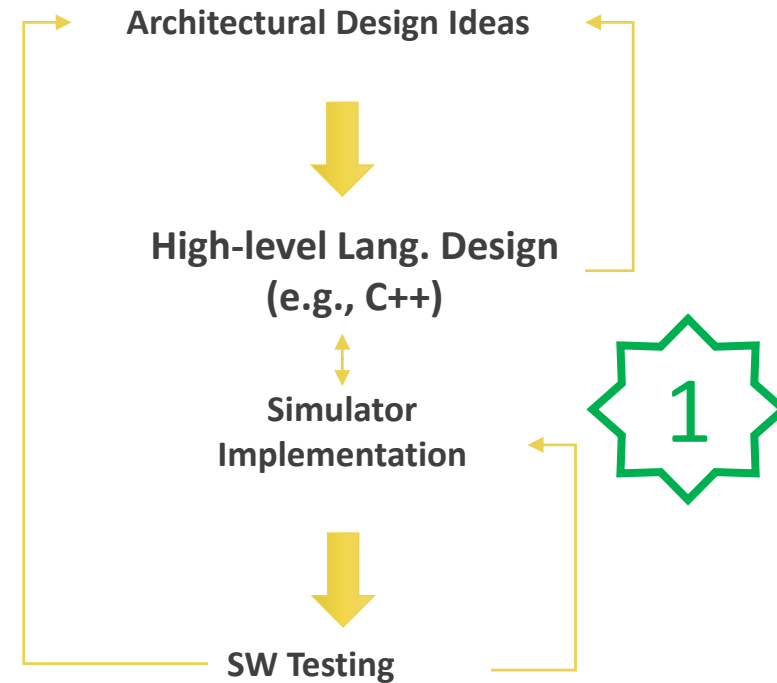 Architectural Design Ideas
High-level Lang. Design
(e.g., C++)
Simulator
Implementation
1
SW Testing